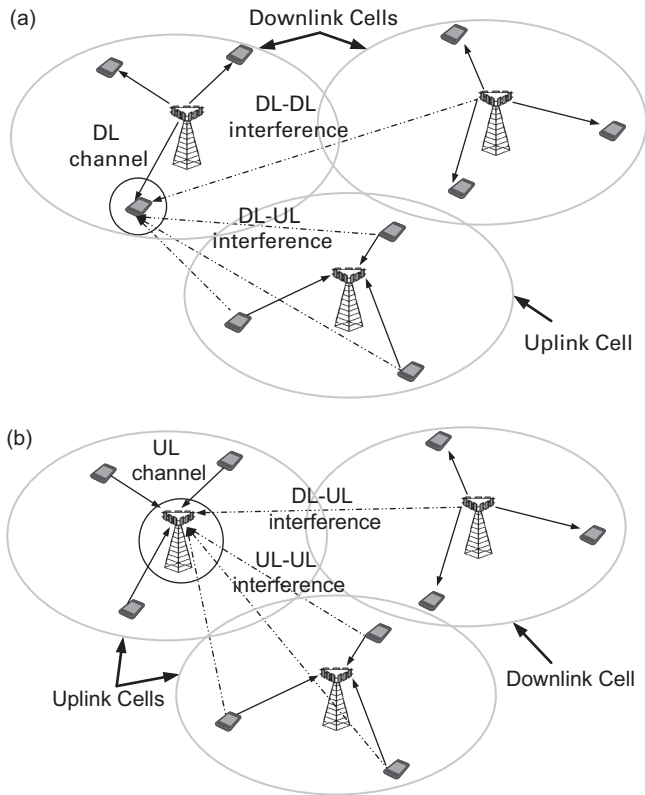 (a)
Downlink Cells
DL-DL
interference
DL
channel
DL-UL
interference
Uplink Cell
(b)
UL
channel
DL-UL
interference
UL-UL
interference
Uplink Cells
Downlink Cell